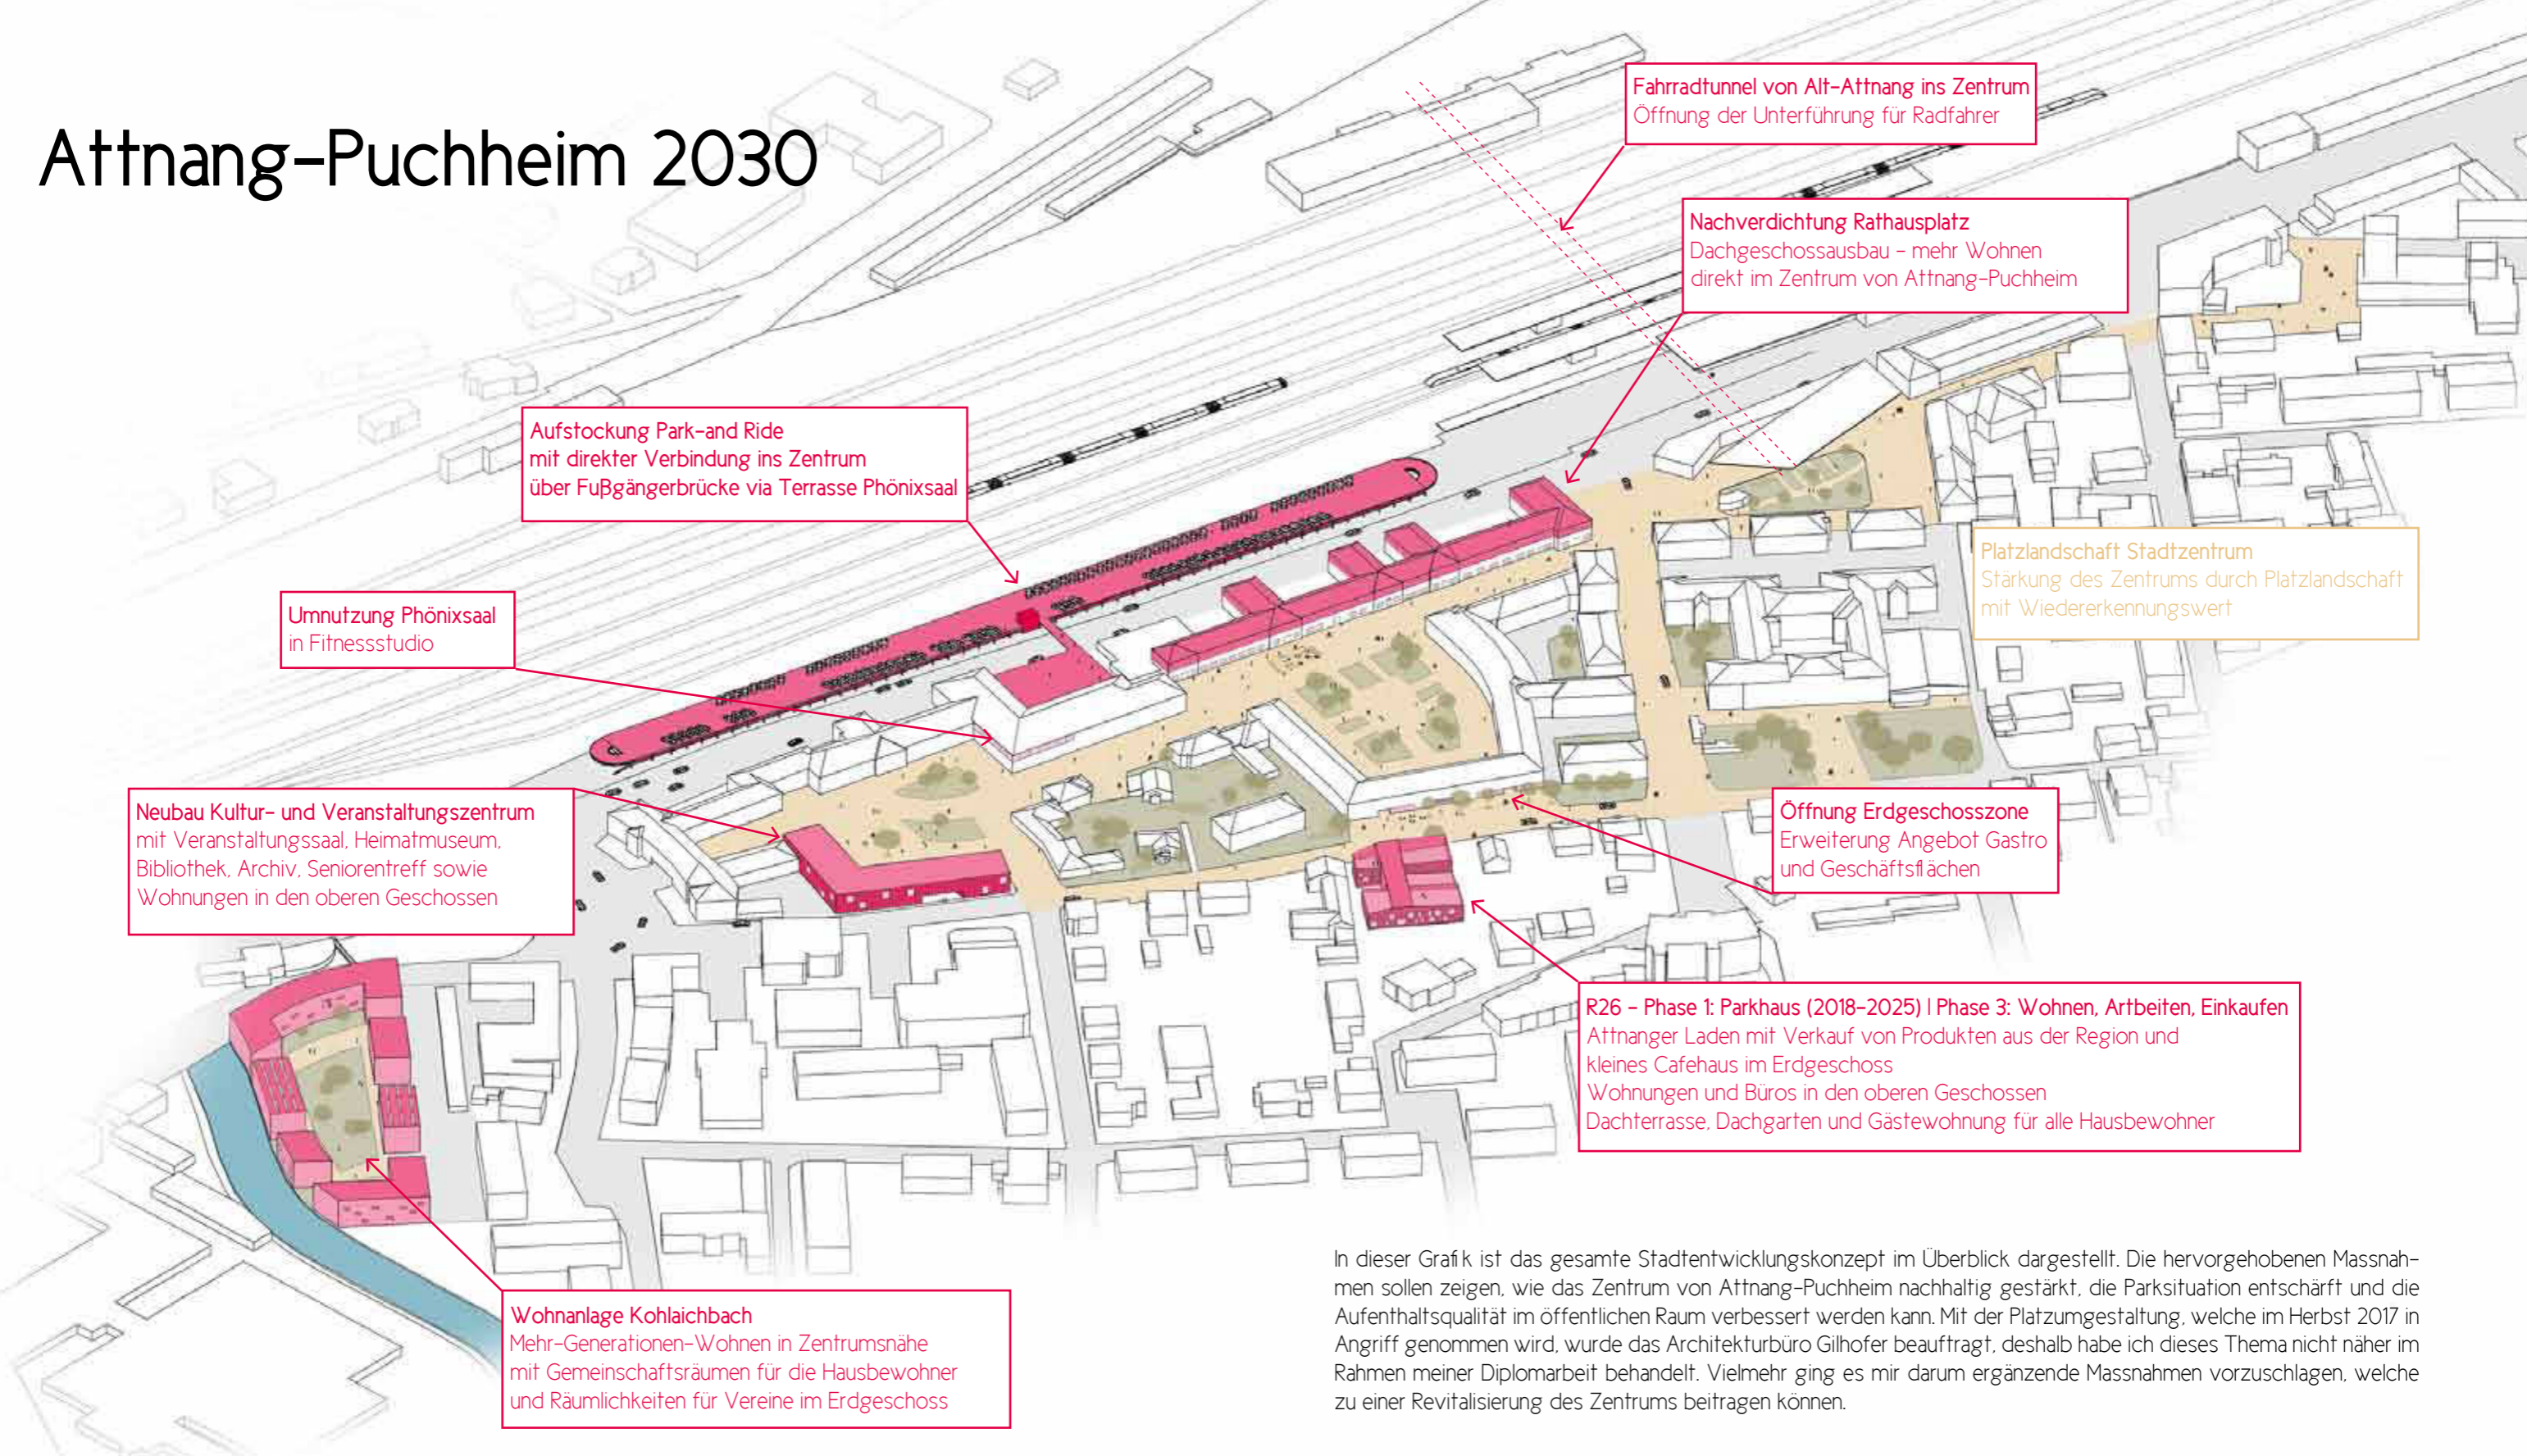 Attnang-Puchheim 2030
Fahrradtunnel von Alt-Attnang ins Zentrum
Öffnung der Unterführung für Radfahrer
Nachverdichtung Rathausplatz
Dachgeschossausbau - mehr Wohnen
direkt im Zentrum von Attnang-Puchheim
Aufstockung Park-and Ride
mit direkter Verbindung ins Zentrum
über Fußgängerbrücke via Terrasse Phönixsaal
Platzlandschaft Stadtzentrum
Stärkung des Zentrums durch Platzlandschaft
mit Wiedererkennungswert
Umnutzung Phönixsaal
in Fitnessstudio
Neubau Kultur- und Veranstaltungszentrum
mit Veranstaltungssaal, Heimatmuseum,
Bibliothek, Archiv, Seniorentreff sowie
Wohnungen in den oberen Geschossen
Öffnung Erdgeschosszone
Erweiterung Angebot Gastro
und Geschäftsflächen
R26 - Phase 1: Parkhaus (2018-2025) | Phase 3: Wohnen, Artbeiten, Einkaufen
Attnanger Laden mit Verkauf von Produkten aus der Region und
kleines Cafehaus im Erdgeschoss
Wohnungen und Büros in den oberen Geschossen
Dachterrasse, Dachgarten und Gästewohnung für alle Hausbewohner
Wohnanlage Kohlaichbach
Mehr-Generationen-Wohnen in Zentrumsnähe
mit Gemeinschaftsräumen für die Hausbewohner
und Räumlichkeiten für Vereine im Erdgeschoss
In dieser Grafik ist das gesamte Stadtentwicklungskonzept im Überblick dargestellt. Die hervorgehobenen Massnah-
men sollen zeigen, wie das Zentrum von Attnang-Puchheim nachhaltig gestärkt, die Parksituation entschärft und die
Aufenthaltsqualität im öffentlichen Raum verbessert werden kann. Mit der Platzumgestaltung, welche im Herbst 2017 in
Angriff genommen wird, wurde das Architekturbüro Gilhofer beauftragt, deshalb habe ich dieses Thema nicht näher im
Rahmen meiner Diplomarbeit behandelt. Vielmehr ging es mir darum ergänzende Massnahmen vorzuschlagen, welche
zu einer Revitalisierung des Zentrums beitragen können.